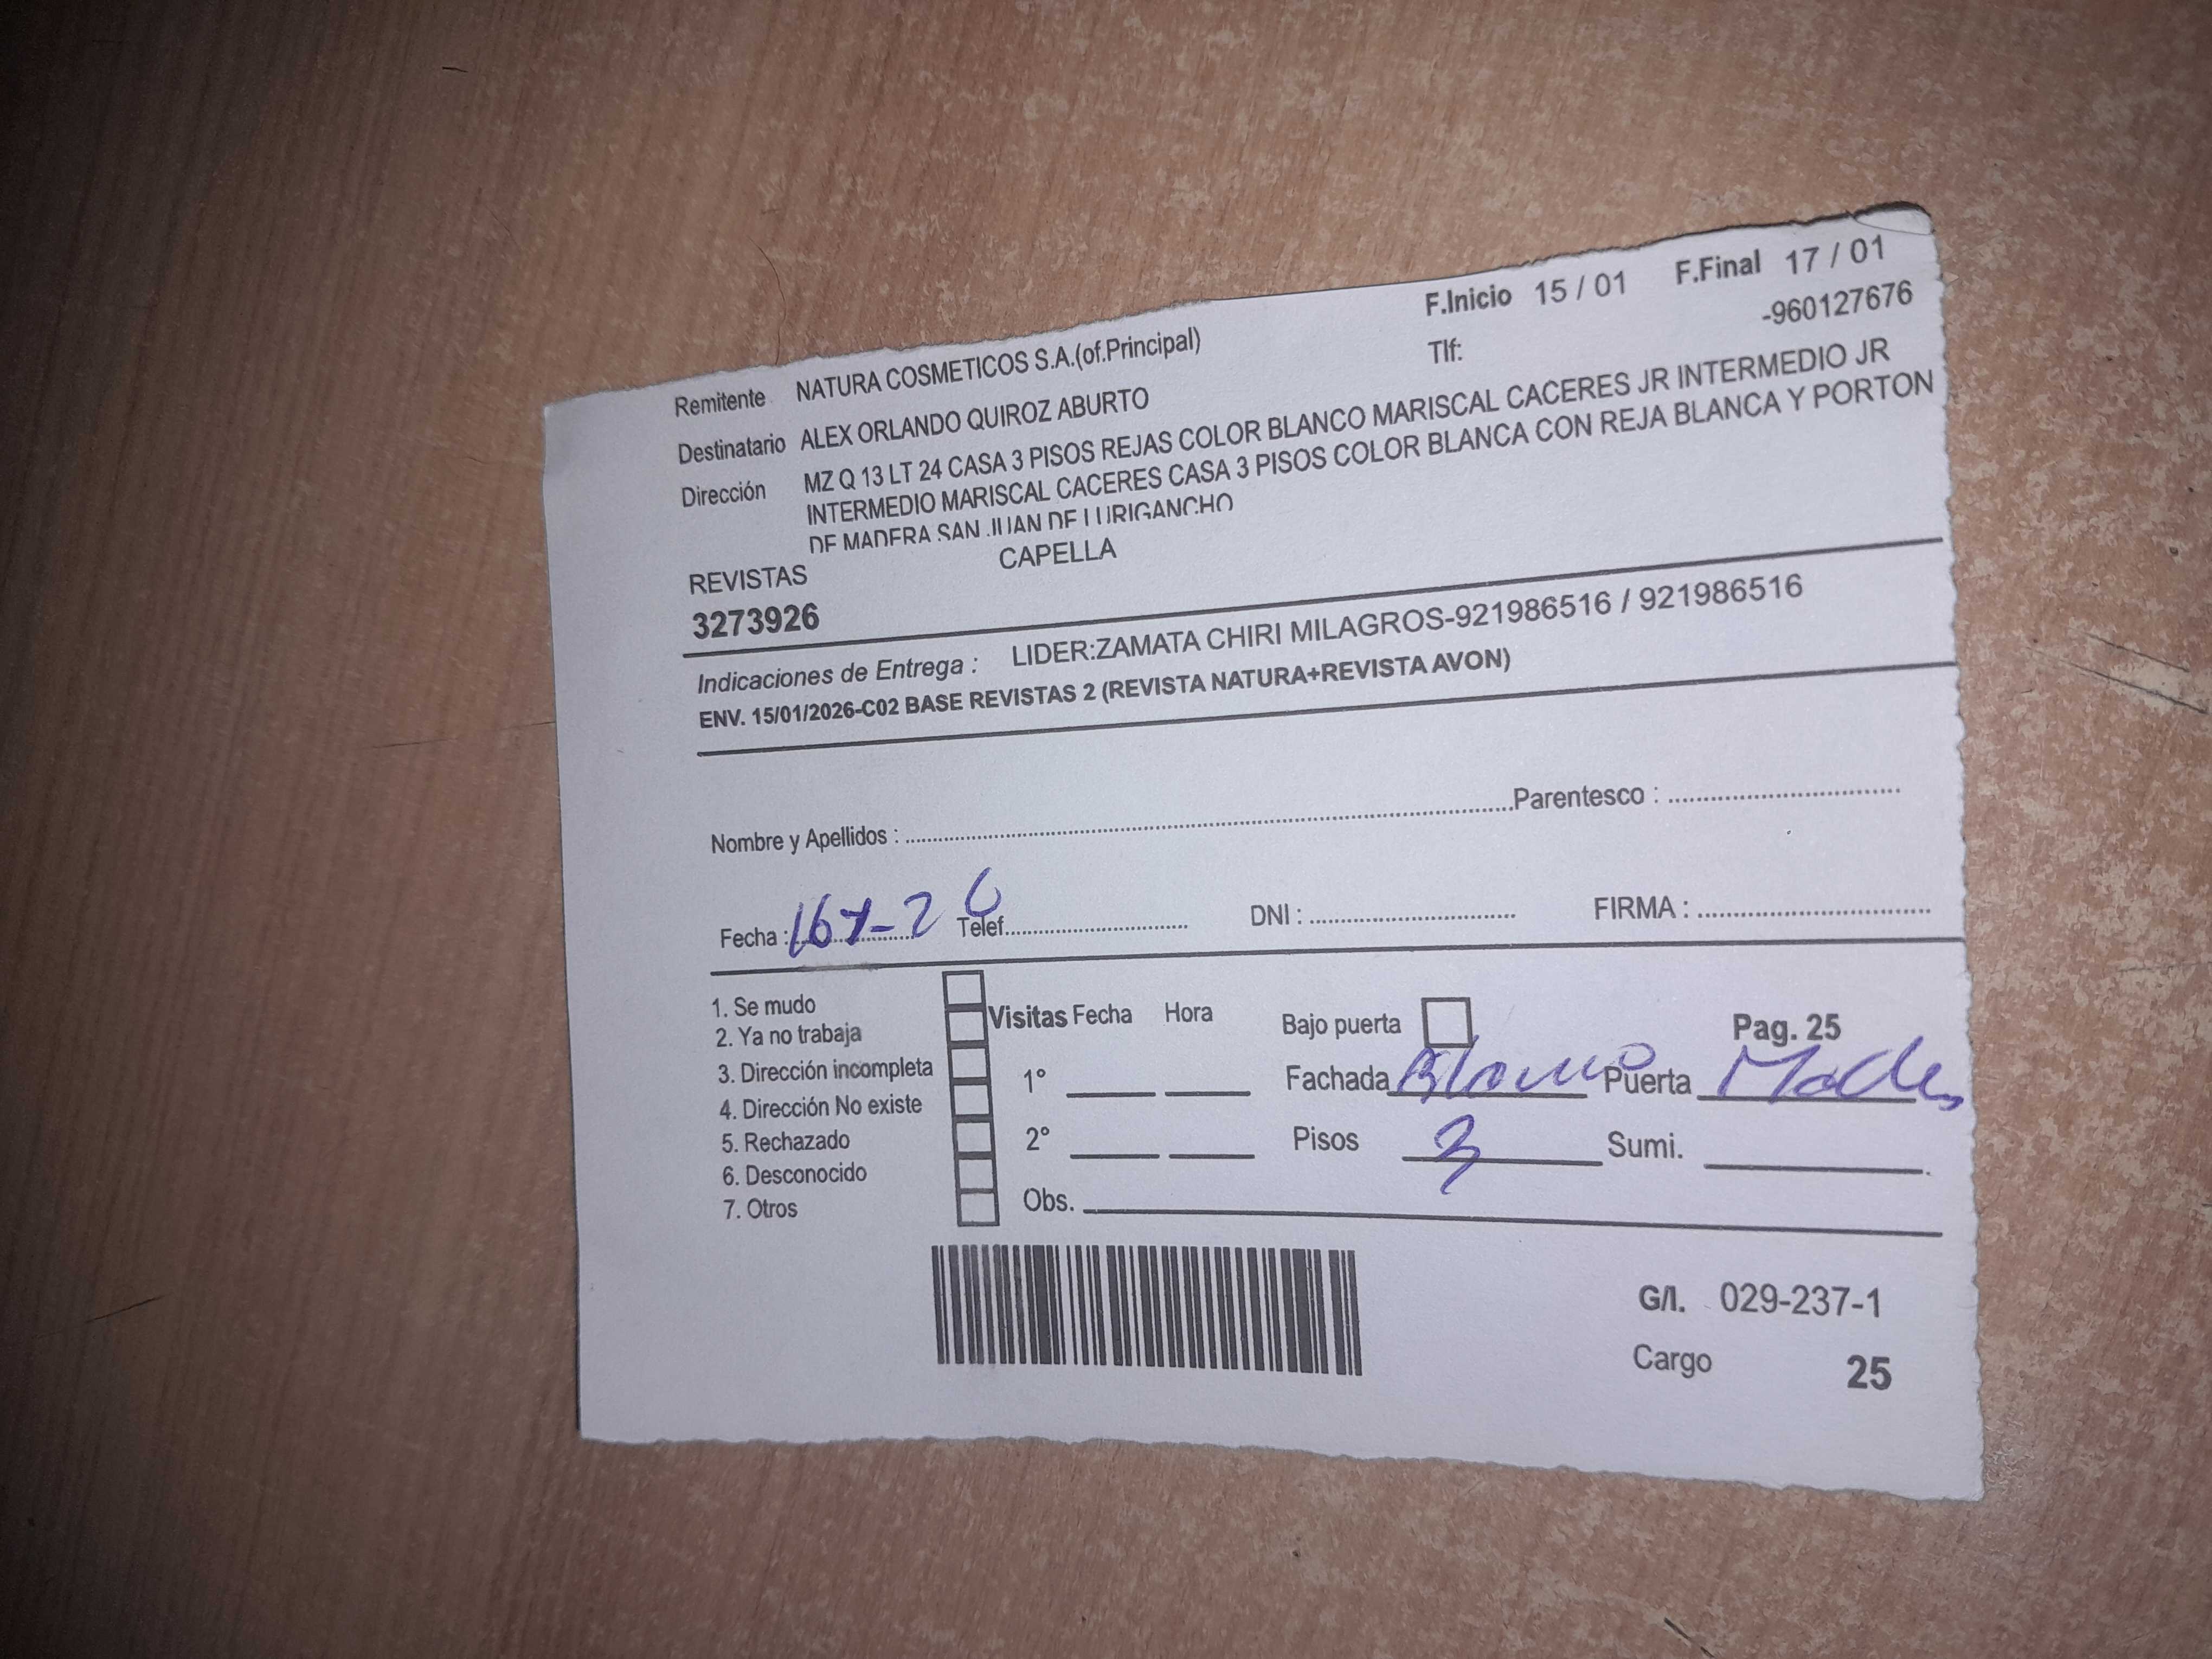 F.Inicio 15 / 01 F.Final 17 / 01
Remitente NATURA COSMETICOS S.A.(of.Principal) Tlf: -960127676
Destinatario ALEX ORLANDO QUIROZ ABURTO
Dirección MZ Q 13 LT 24 CASA 3 PISOS REJAS COLOR BLANCO MARISCAL CACERES JR INTERMEDIO JR
INTERMEDIO MARISCAL CACERES CASA 3 PISOS COLOR BLANCA CON REJA BLANCA Y PORTON
DE MADERA SAN JUAN DE LURIGANCHO
REVISTAS CAPELLA
3273926
Indicaciones de Entrega : LIDER:ZAMATA CHIRI MILAGROS-921986516 / 921986516
ENV. 15/01/2026-C02 BASE REVISTAS 2 (REVISTA NATURA+REVISTA AVON)
Nombre y Apellidos : Parentesco :
Fecha : 16 1-26 Telef. DNI : FIRMA :
1. Se mudo
2. Ya no trabaja
3. Dirección incompleta
4. Dirección No existe
5. Rechazado
6. Desconocido
7. Otros
Visitas Fecha Hora
1°
2°
Obs.
Bajo puerta Pag. 25
Fachada Blanco Puerta
Pisos 3 Sumi.
G/I. 029-237-1
Cargo 25